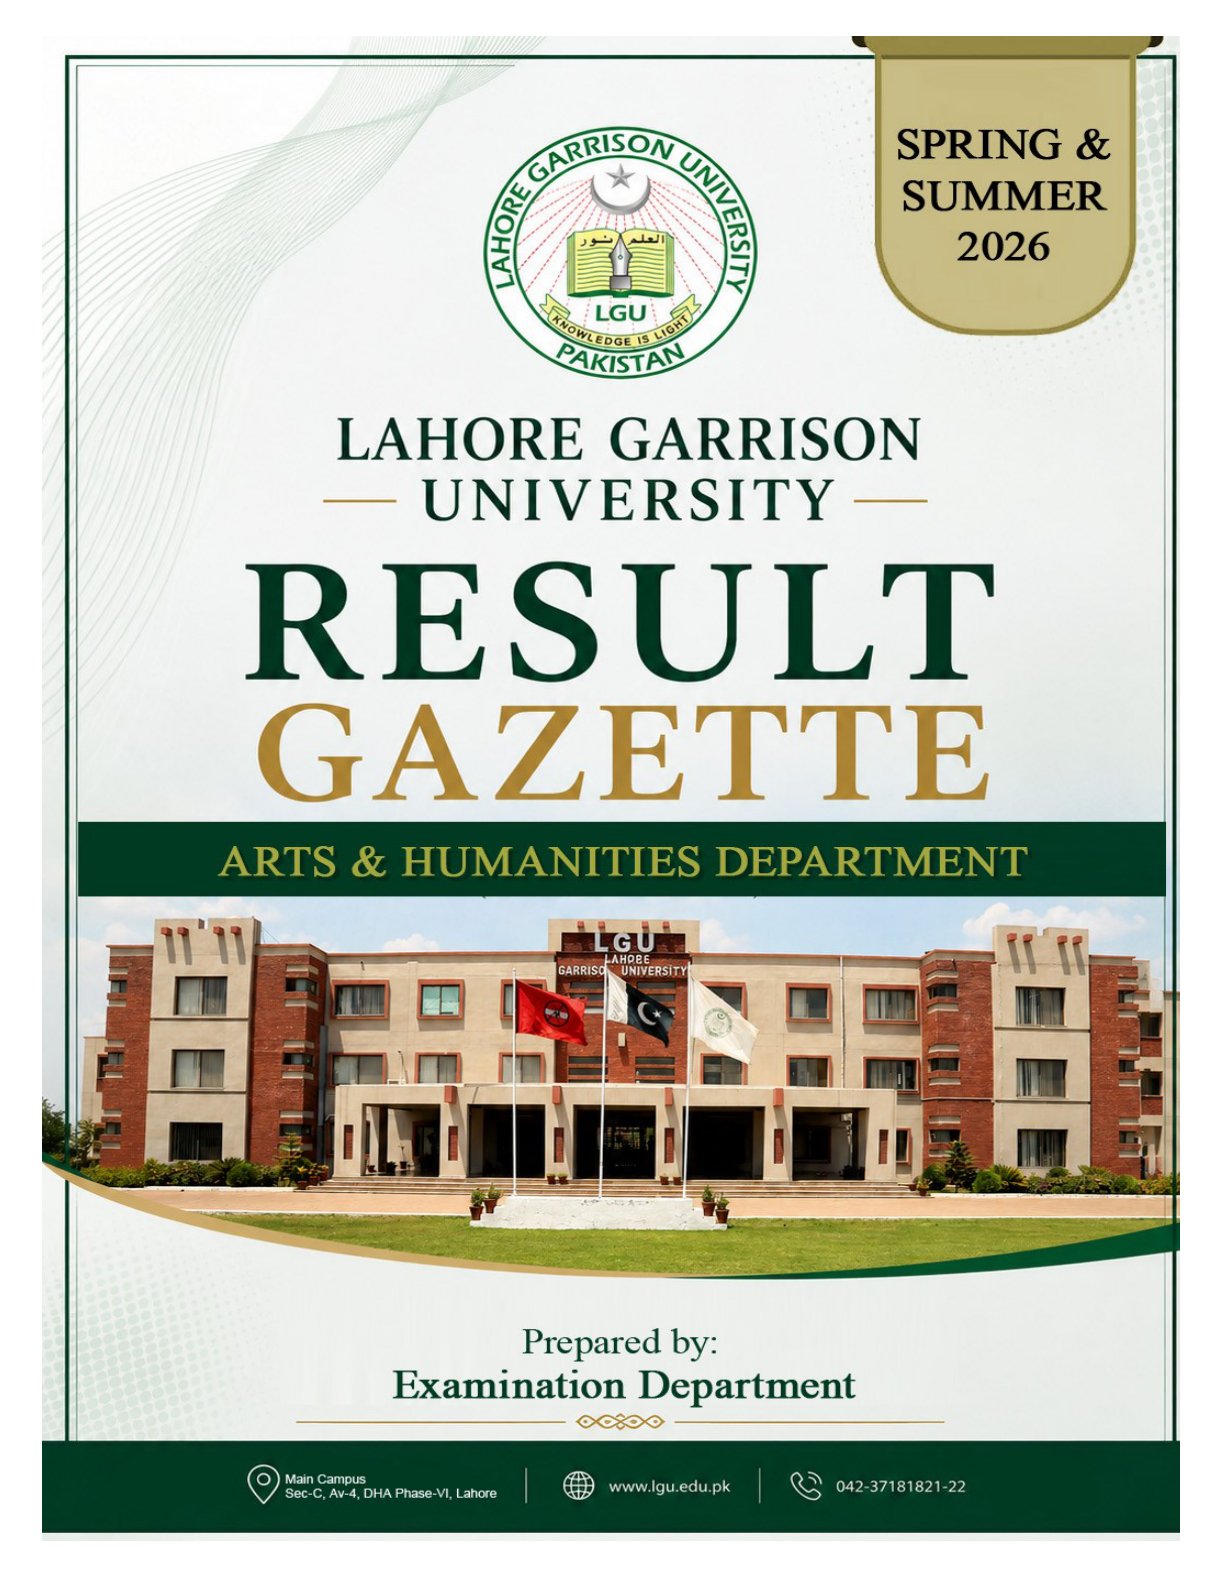 SPRING &
SUMMER
2026
LAHORE GARRISON UNIVERSITY
العلم نور
LGU
KNOWLEDGE IS LIGHT
PAKISTAN
LAHORE GARRISON
UNIVERSITY
RESULT
GAZETTE
ARTS & HUMANITIES DEPARTMENT
LGU
LAHORE
GARRISON UNIVERSITY
Prepared by:
Examination Department
Main Campus
Sec-C, Av-4, DHA Phase-VI, Lahore
www.lgu.edu.pk
042-37181821-22